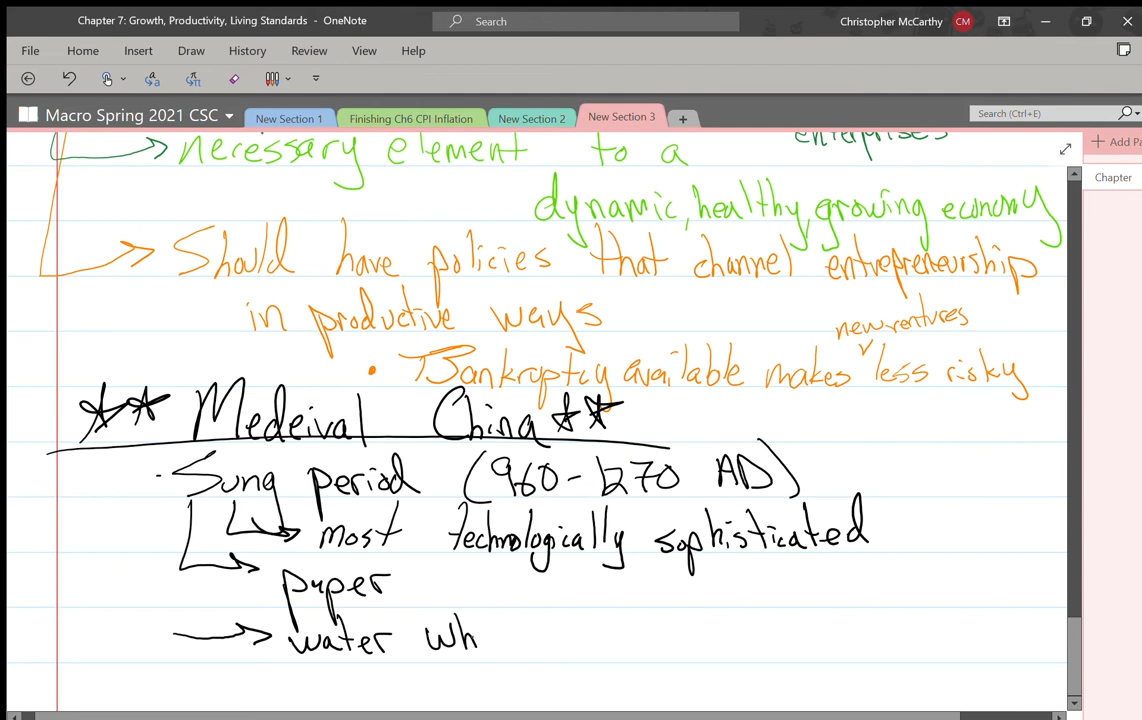 Chapter 7: Growth, Productivity, Living Standards - OneNote
Search
Christopher McCarthy CM
File Home Insert Draw History Review View Help
Macro Spring 2021 CSC
New Section 1
Finishing Ch6 CPI Inflation
New Section 2
New Section 3
Search (Ctrl+E)
Add Pa
Chapter
enterprises
necessary element to a
dynamic, healthy, growing economy
Should have policies that channel entrepreneurship
in productive ways
new ventures
• Bankruptcy available makes less risky
** Medeival China **
Sung period (960-1270 AD)
most technologically sophisticated
paper
water wh